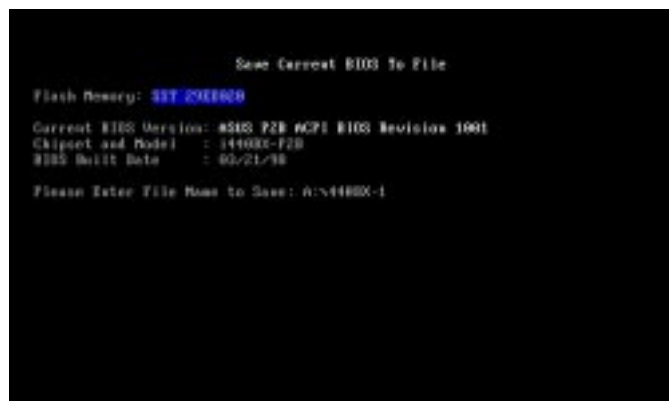 Save Current BIOS To File
Flash Memory: SST 29EE020
Current BIOS Version: ASUS P2B ACPI BIOS Revision 1001
Chipset and Model : i440BX-P2B
BIOS Built Date : 03/21/98
Please Enter File Name to Save: A:\440BX-1